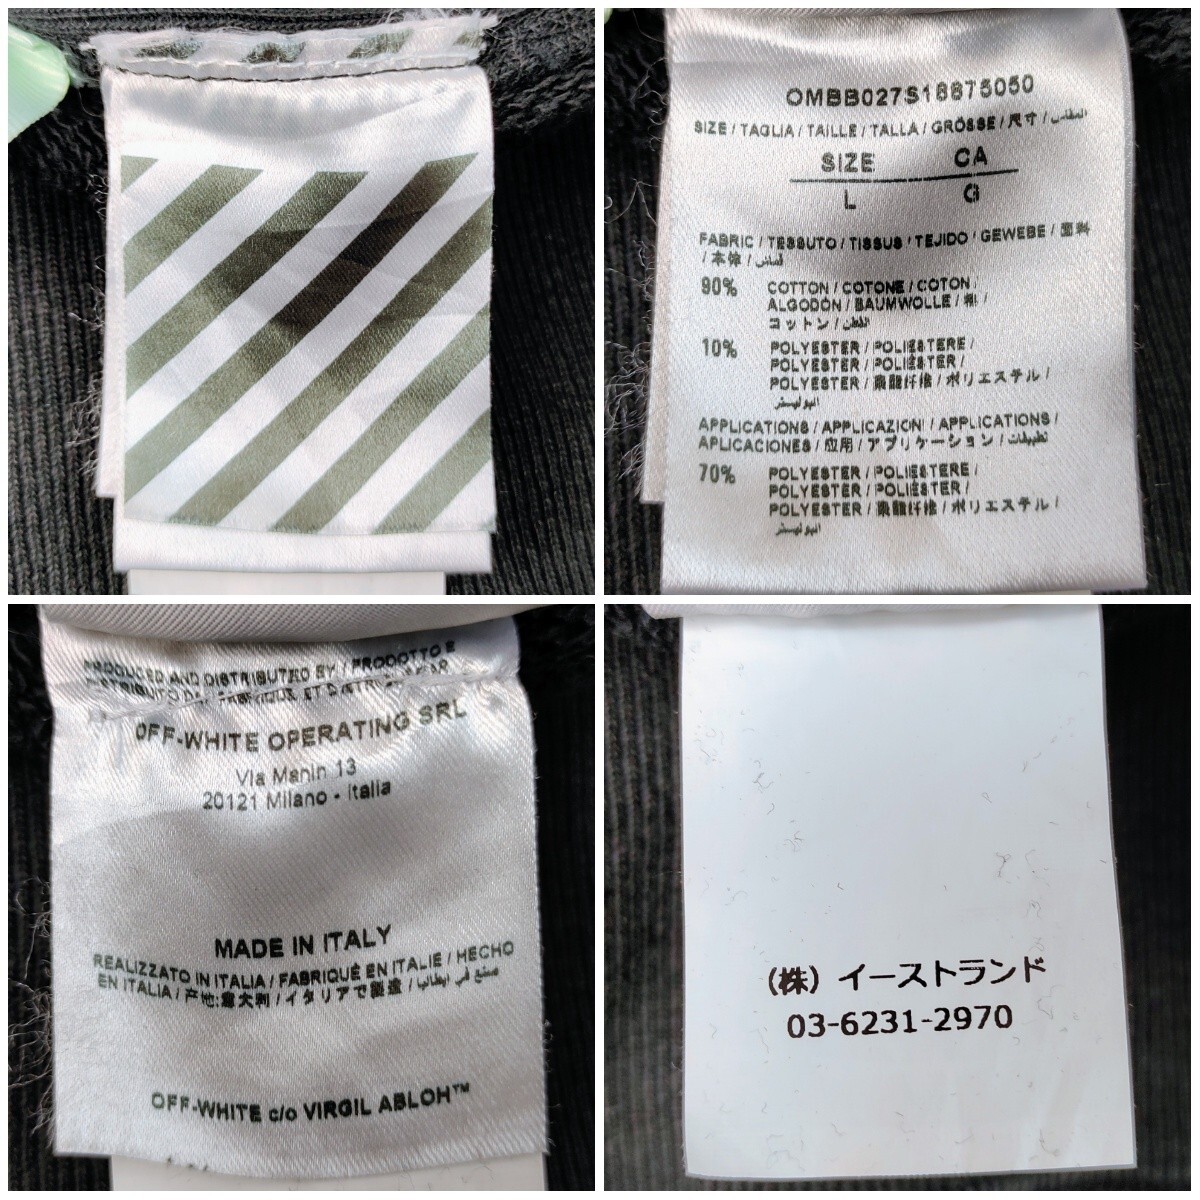 OMBB027S18875050
SIZE / TAGLIA / TAILLE / TALLA / GRÖSSE / 尺寸 / المقاس
SIZE CA
L G
FABRIC / TESSUTO / TISSUS / TEJIDO / GEWEBE / 面料
/ 本体 / قماش
90% COTTON / COTONE / COTON
ALGODÓN / BAUMWOLLE / 棉 /
コットン / القطن
10% POLYESTER / POLIESTERE /
POLYESTER / POLIÉSTER /
POLYESTER / 聚酯纤维 / ポリエステル /
البوليستر
APPLICATIONS / APPLICAZIONI / APPLICATIONS /
APLICACIONES / 应用 / アプリケーション / تطبيقات
70% POLYESTER / POLIESTERE /
POLYESTER / POLIÉSTER /
POLYESTER / 聚酯纤维 / ポリエステル /
البوليستر
PRODUCED AND DISTRIBUTED BY / PRODOTTO E
OFF-WHITE OPERATING SRL
Via Manin 13
20121 Milano - Italia
MADE IN ITALY
REALIZZATO IN ITALIA / FABRIQUÉ EN ITALIE / HECHO
EN ITALIA / 产地:意大利 / イタリアで製造 / صنع في ايطاليا
OFF-WHITE c/o VIRGIL ABLOH™
（株）イーストランド
03-6231-2970